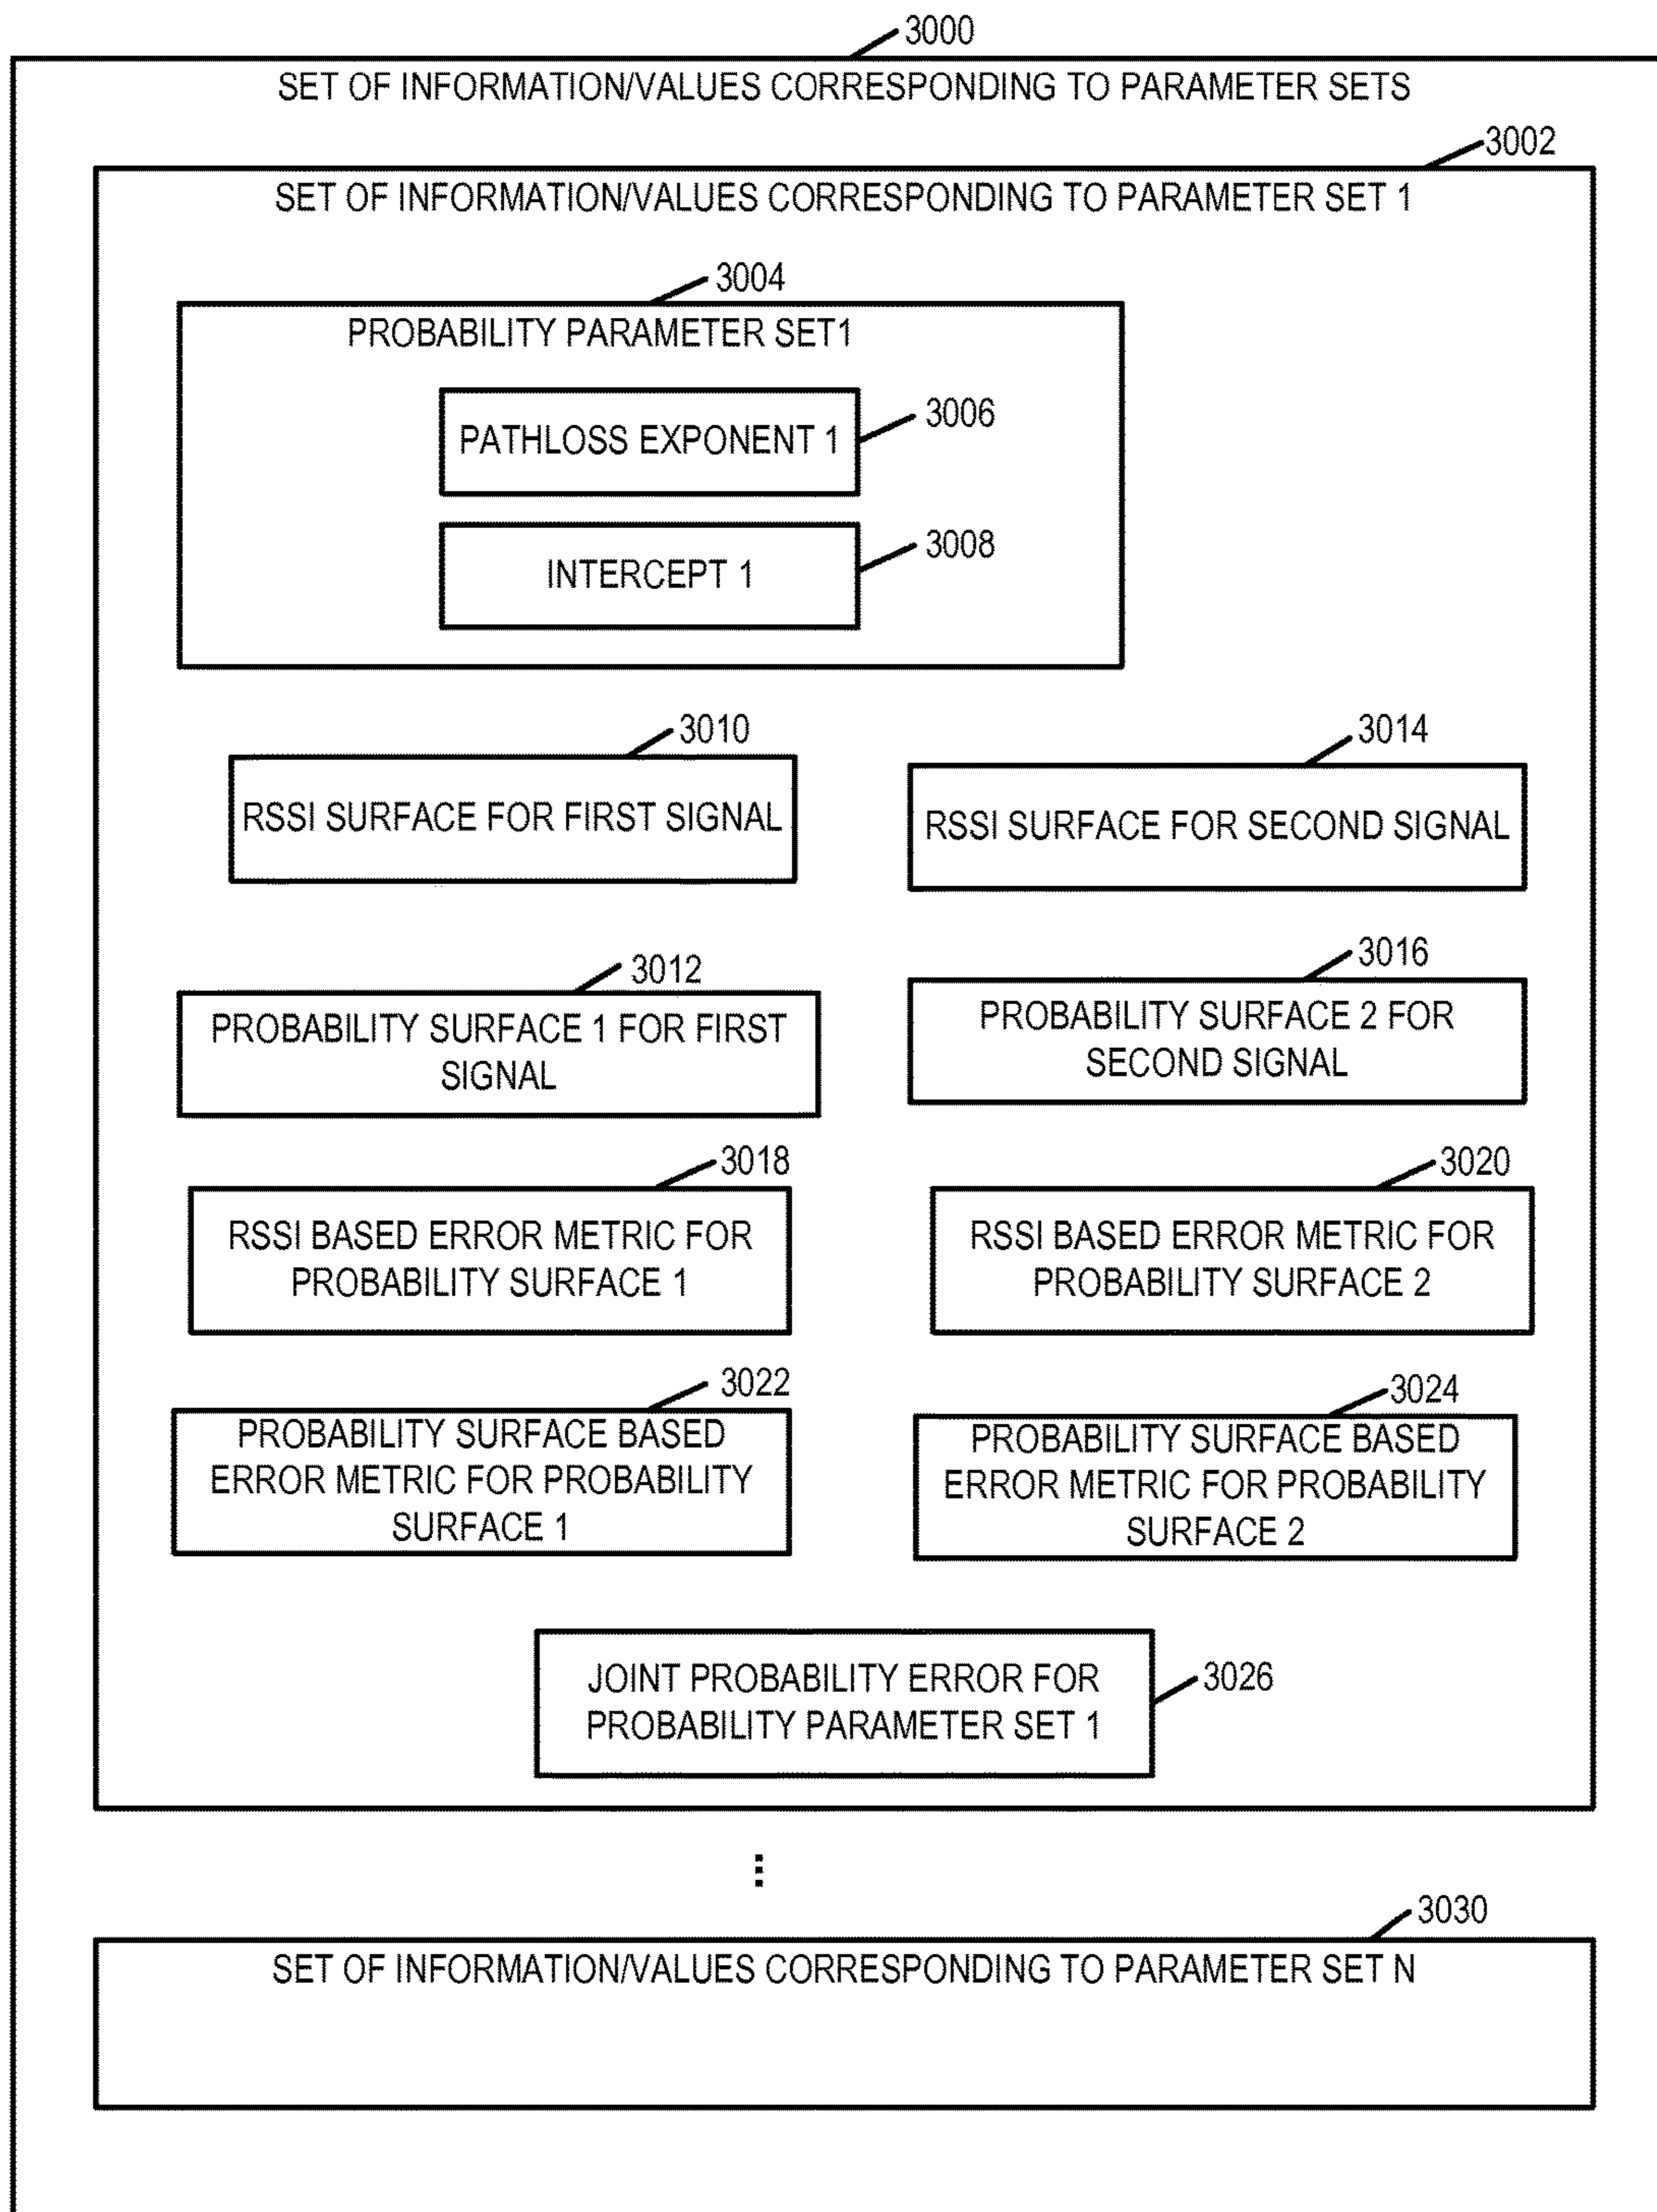 3000
SET OF INFORMATION/VALUES CORRESPONDING TO PARAMETER SETS
3002
SET OF INFORMATION/VALUES CORRESPONDING TO PARAMETER SET 1
3004
PROBABILITY PARAMETER SET1
PATHLOSS EXPONENT 1
3006
INTERCEPT 1
3008
3010
RSSI SURFACE FOR FIRST SIGNAL
3014
RSSI SURFACE FOR SECOND SIGNAL
3012
PROBABILITY SURFACE 1 FOR FIRST
SIGNAL
3016
PROBABILITY SURFACE 2 FOR
SECOND SIGNAL
3018
RSSI BASED ERROR METRIC FOR
PROBABILITY SURFACE 1
3020
RSSI BASED ERROR METRIC FOR
PROBABILITY SURFACE 2
3022
PROBABILITY SURFACE BASED
ERROR METRIC FOR PROBABILITY
SURFACE 1
3024
PROBABILITY SURFACE BASED
ERROR METRIC FOR PROBABILITY
SURFACE 2
JOINT PROBABILITY ERROR FOR
PROBABILITY PARAMETER SET 1
3026
⋮
3030
SET OF INFORMATION/VALUES CORRESPONDING TO PARAMETER SET N